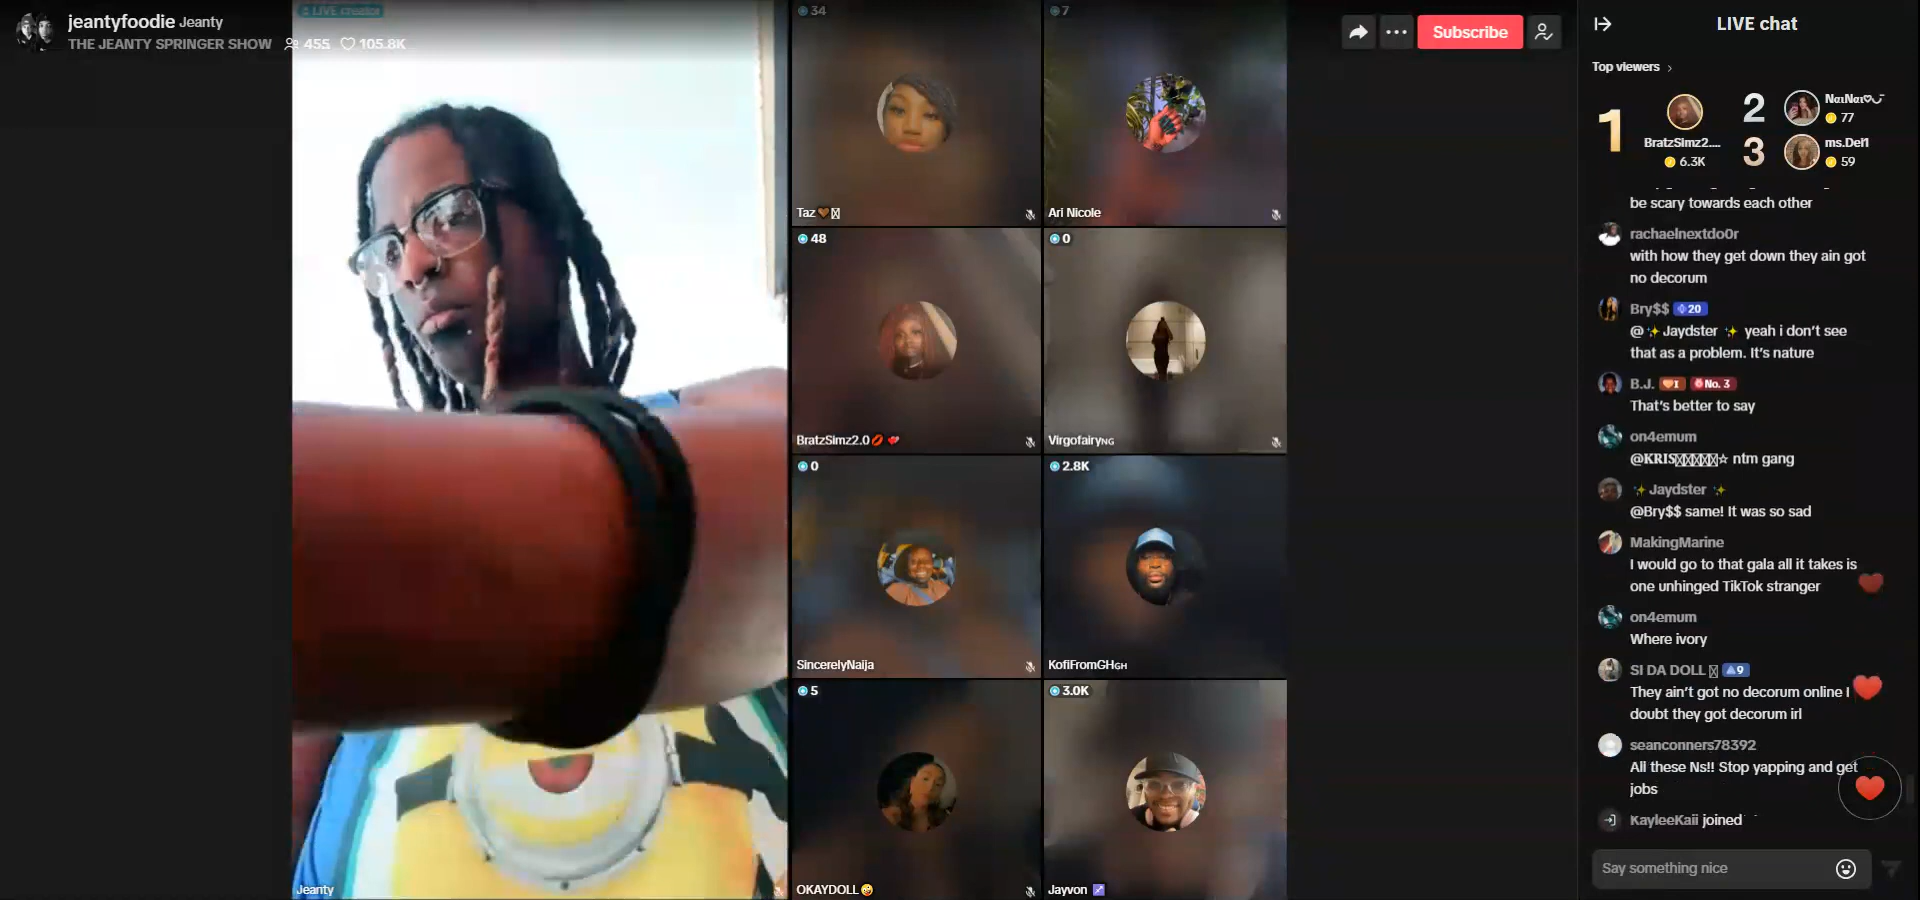 jeantyfoodie Jeanty
THE JEANTY SPRINGER SHOW 455 105.8K
LIVE creator
Jeanty
34
Taz
7
Ari Nicole
48
BratzSimz2.0
0
Virgofairy NG
0
SincerelyNaija
2.8K
KofiFromGH GH
5
OKAYDOLL
3.0K
Jayvon
Subscribe
LIVE chat
Top viewers
1
BratzSimz2....
6.3K
2
NαιNαι♡
77
3
ms.Del1
59
be scary towards each other
rachaelnextdo0r
with how they get down they ain got
no decorum
Bry$$ 20
@✨Jaydster ✨ yeah i don't see
that as a problem. It's nature
B.J. 1 No. 3
That's better to say
on4emum
@𝐊𝐑𝐈𝐒☆ ntm gang
✨Jaydster ✨
@Bry$$ same! It was so sad
MakingMarine
I would go to that gala all it takes is
one unhinged TikTok stranger
on4emum
Where ivory
SI DA DOLL 9
They ain't got no decorum online I
doubt they got decorum irl
seanconners78392
All these Ns!! Stop yapping and get
jobs
KayleeKaii joined
Say something nice